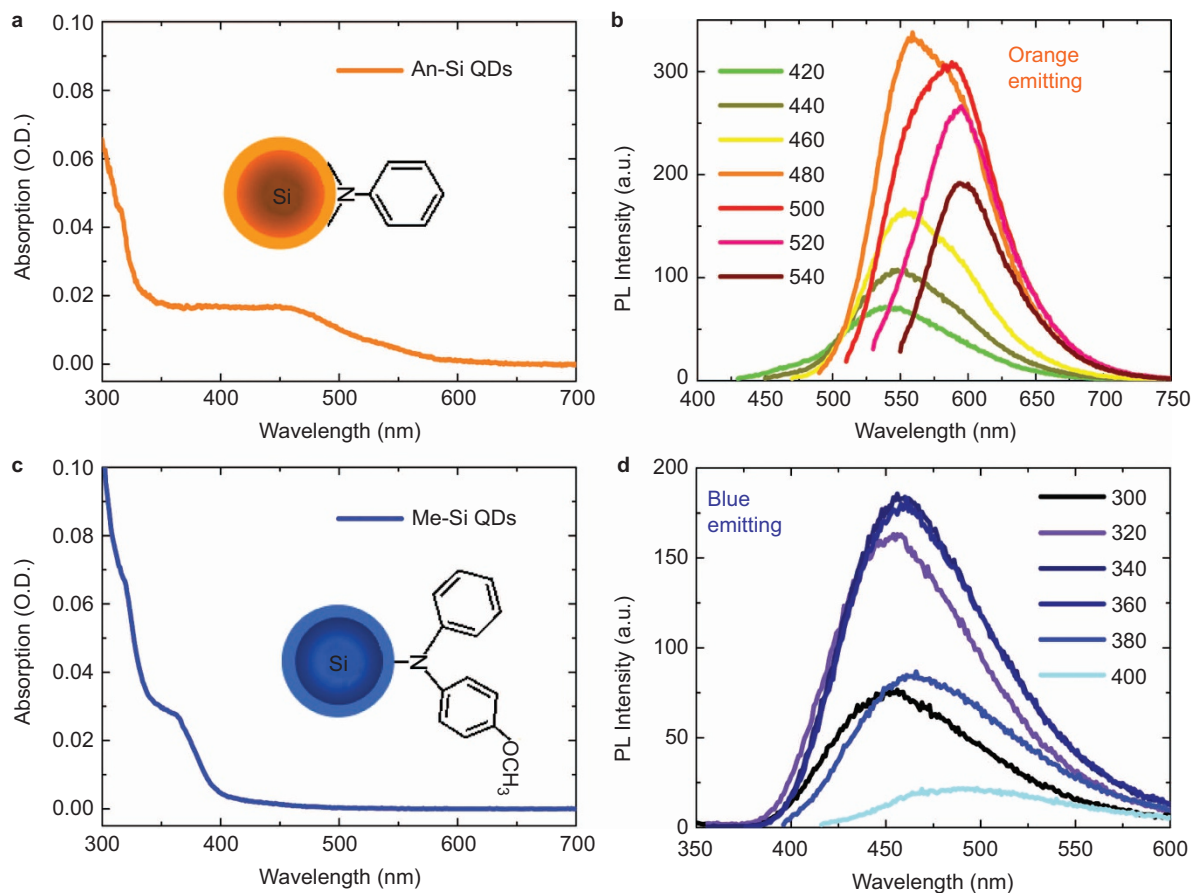 a
0.10
0.08
0.06
0.04
0.02
0.00
Absorption (O.D.)
An-Si QDs
Si
N
300
400
500
600
700
Wavelength (nm)
b
300
200
100
0
PL Intensity (a.u.)
420
440
460
480
500
520
540
Orange
emitting
400
450
500
550
600
650
700
750
Wavelength (nm)
c
0.10
0.08
0.06
0.04
0.02
0.00
Absorption (O.D.)
Me-Si QDs
Si
N
OCH3
300
400
500
600
700
Wavelength (nm)
d
200
175
150
125
100
75
50
25
0
PL Intensity (a.u.)
Blue
emitting
300
320
340
360
380
400
350
400
450
500
550
600
Wavelength (nm)